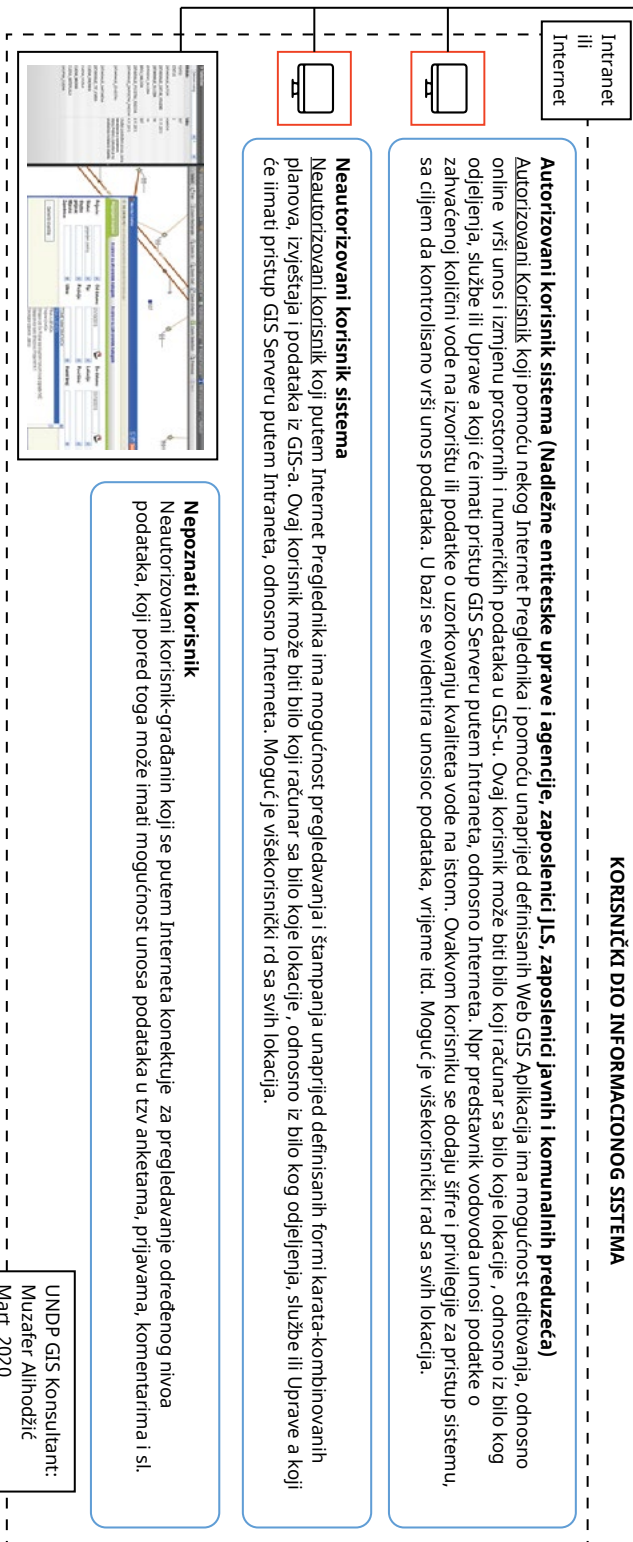 KORISNIČKI DIO INFORMACIONOG SISTEMA
Intranet
ili
Internet
Autorizovani korisnik sistema (Nadležne entitetske uprave i agencije, zaposlenici JLS, zaposlenici javnih i komunalnih preduzeća)
Autorizovani Korisnik koji pomoću nekog Internet Preglednika i pomoću unaprijed definisanih Web GIS Aplikacija ima mogućnost editovanja, odnosno
online vrši unos i izmjenu prostornih i numeričkih podataka u GIS-u. Ovaj korisnik može biti bilo koji računar sa bilo koje lokacije , odnosno iz bilo kog
odjeljenja, službe ili Uprave a koji će imati pristup GIS Serveru putem Intraneta, odnosno Interneta. Npr predstavnik vodovoda unosi podatke o
zahvaćenoj količini vode na izvorištu ili podatke o uzorkovanju kvaliteta vode na istom. Ovakvom korisniku se dodaju šifre i privilegije za pristup sistemu,
sa ciljem da kontrolisano vrši unos podataka. U bazi se evidentira unosioc podataka, vrijeme itd. Moguć je višekorisnički rad sa svih lokacija.
Neautorizovani korisnik sistema
Neautorizovani korisnik koji putem Internet Preglednika ima mogućnost pregledavanja i štampanja unaprijed definisanih formi karata-kombinovanih
planova, izvještaja i podataka iz GIS-a. Ovaj korisnik može biti bilo koji računar sa bilo koje lokacije , odnosno iz bilo kog odjeljenja, službe ili Uprave a koji
će iimati pristup GIS Serveru putem Intraneta, odnosno Interneta. Moguć je višekorisnički rd sa svih lokacija.
Nepoznati korisnik
Neautorizovani korisnik-građanin koji se putem Interneta konektuje za pregledavanje određenog nivoa
podataka, koji pored toga može imati mogućnost unosa podataka u tzv anketama, prijavama, komentarima i sl.
UNDP GIS Konsultant:
Muzafer Alihodžić
Mart 2020